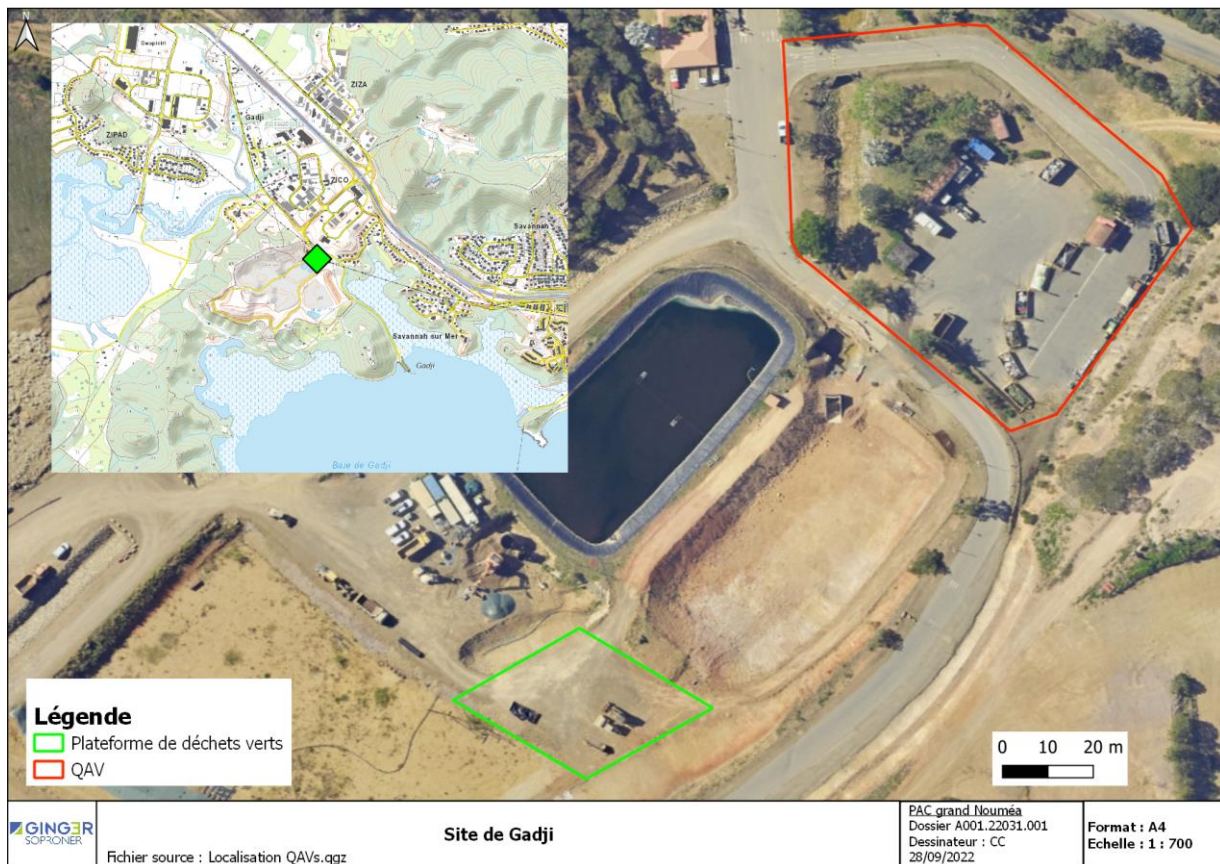 N
Dwapiriri
ZIZA
Gadji
ZIPAD
ZICO
Savannah
Savannah sur Mer
Gadji
Baie de Gadji
Légende
Plateforme de déchets verts
QAV
0 10 20 m
GINGER
SOPRONER
Fichier source : Localisation QAVs.qgz
Site de Gadji
PAC grand Nouméa
Dossier A001.22031.001
Dessinateur : CC
28/09/2022
Format : A4
Echelle : 1 : 700